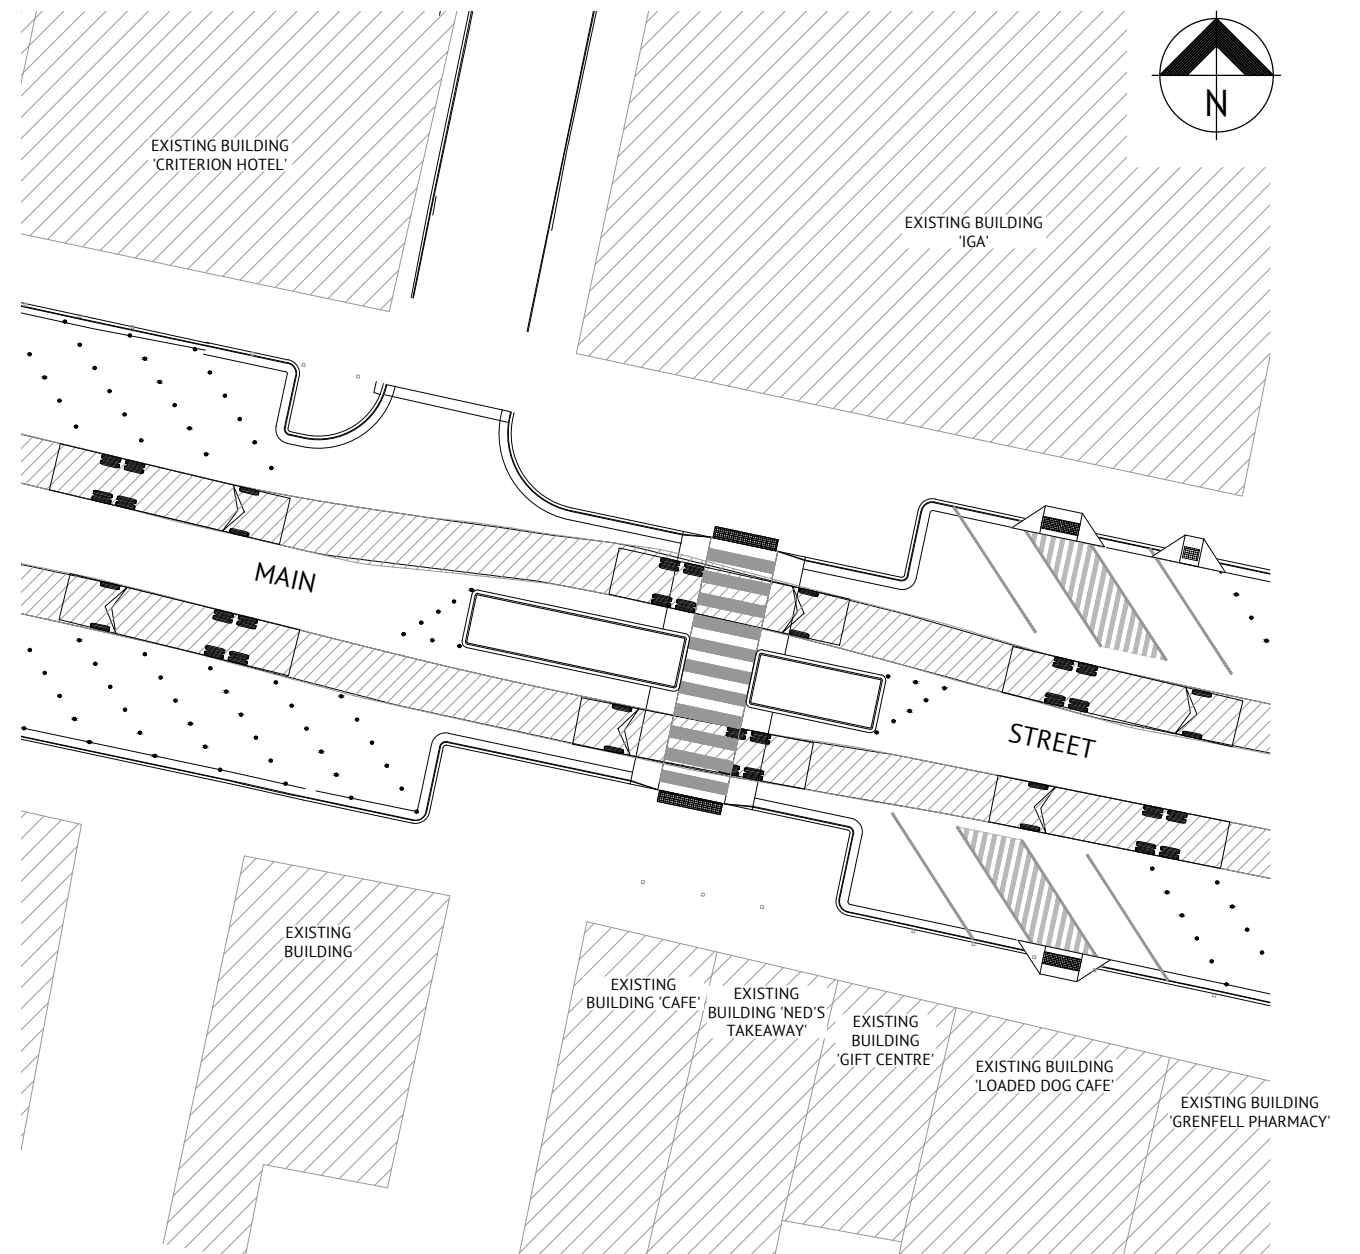 N
EXISTING BUILDING
'CRITERION HOTEL'
EXISTING BUILDING
'IGA'
MAIN
STREET
EXISTING
BUILDING
EXISTING
BUILDING 'CAFE'
EXISTING
BUILDING 'NED'S
TAKEAWAY'
EXISTING
BUILDING
'GIFT CENTRE'
EXISTING BUILDING
'LOADED DOG CAFE'
EXISTING BUILDING
'GRENFELL PHARMACY'